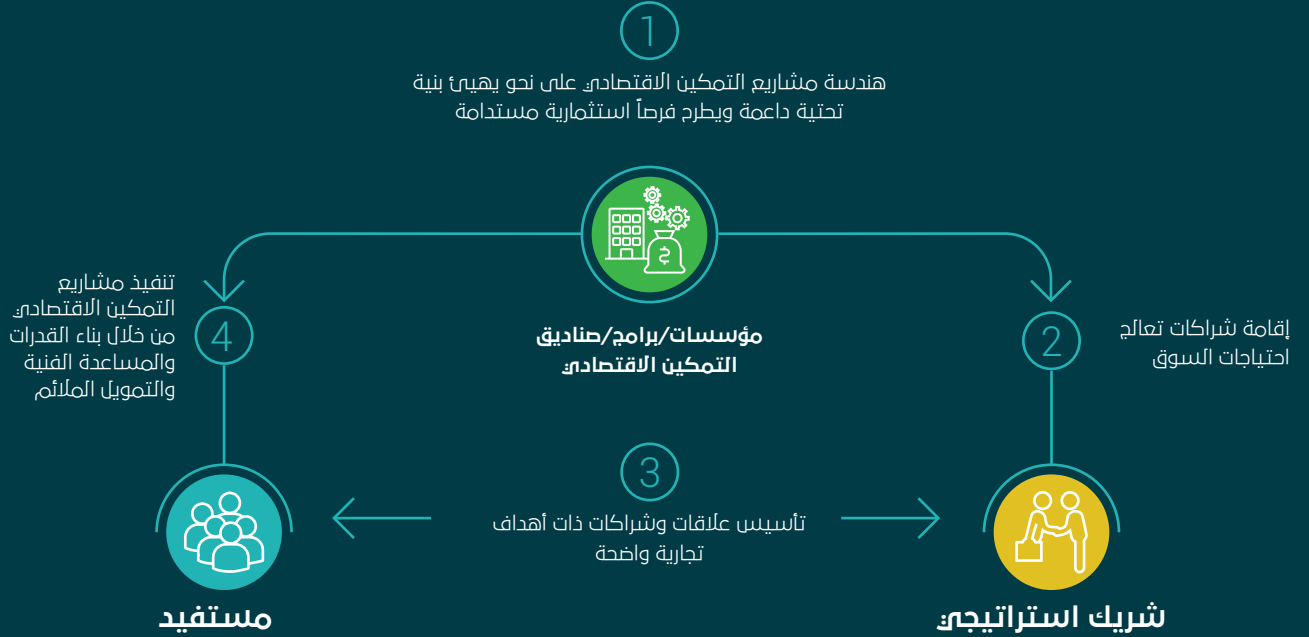 1
هندسة مشاريع التمكين الاقتصادي على نحو يهيئ بنية
تحتية داعمة ويطرح فرصاً استثمارية مستدامة
مؤسسات/برامج/صناديق
التمكين الاقتصادي
2
إقامة شراكات تعالج
احتياجات السوق
3
تأسيس علاقات وشراكات ذات أهداف
تجارية واضحة
4
تنفيذ مشاريع
التمكين الاقتصادي
من خلال بناء القدرات
والمساعدة الفنية
والتمويل الملائم
شريك استراتيجي
مستفيد